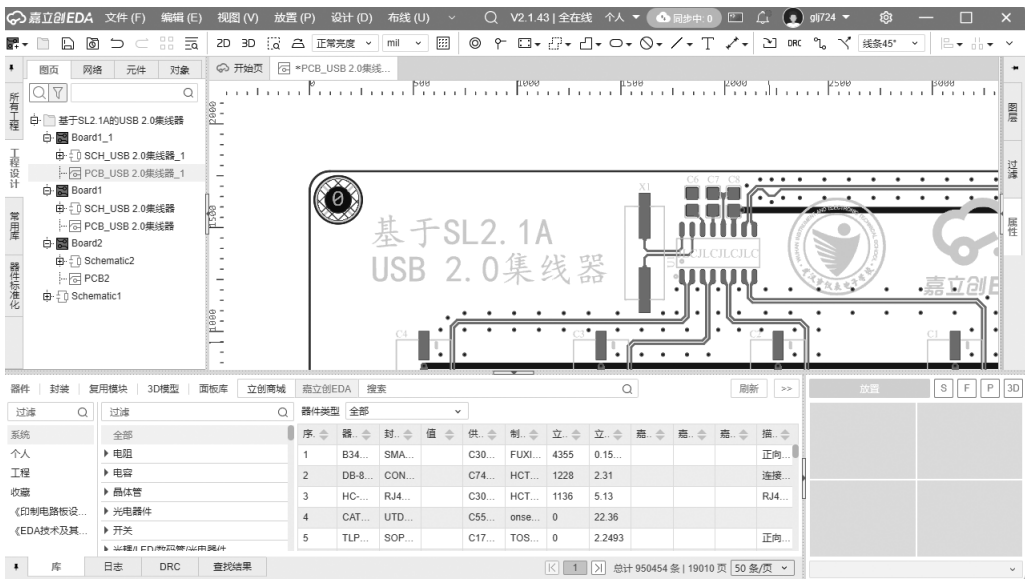 嘉立创EDA 文件(F) 编辑(E) 视图(V) 放置(P) 设计(D) 布线(U) V2.1.43 | 全在线 个人 同步中: 0 glj724
2D 3D 正常亮度 mil DRC 线条45°
图页 网络 元件 对象 开始页 *PCB_USB 2.0集线...
所有工程
工程设计
常用库
器件标准化
基于SL2.1A的USB 2.0集线器
Board1_1
SCH_USB 2.0集线器_1
PCB_USB 2.0集线器_1
Board1
SCH_USB 2.0集线器
PCB_USB 2.0集线器
Board2
Schematic2
PCB2
Schematic1
0 500 1000 1500 2000 2500 3000
2000
1500
1000
0
基于SL2.1A
USB 2.0集线器
X1
C6 C7 C8
JLCJLCJLC
嘉立创E
C4 C3 C2 C1
图层
过滤
属性
器件 封装 复用模块 3D模型 面板库 立创商城 嘉立创EDA 搜索 刷新 >>
过滤 过滤 器件类型 全部
系统
个人
工程
收藏
《印制电路板设...
《EDA技术及其...
全部
电阻
电容
晶体管
光电器件
开关
光耦/LED/数码管/光电器件
序.. 器.. 封.. 值 供.. 制.. 立.. 立.. 嘉.. 嘉.. 嘉.. 描..
1 B34... SMA... C30... FUXI... 4355 0.15... 正向...
2 DB-8... CON... C74... HCT... 1228 2.31 连接...
3 HC-... RJ4... C30... HCT... 1136 5.13 RJ4...
4 CAT... UTD... C55... onse... 0 22.36
5 TLP... SOP... C17... TOS... 0 2.2493 正向...
放置 S F P 3D
库 日志 DRC 查找结果 1 总计 950454 条 | 19010 页 50 条/页